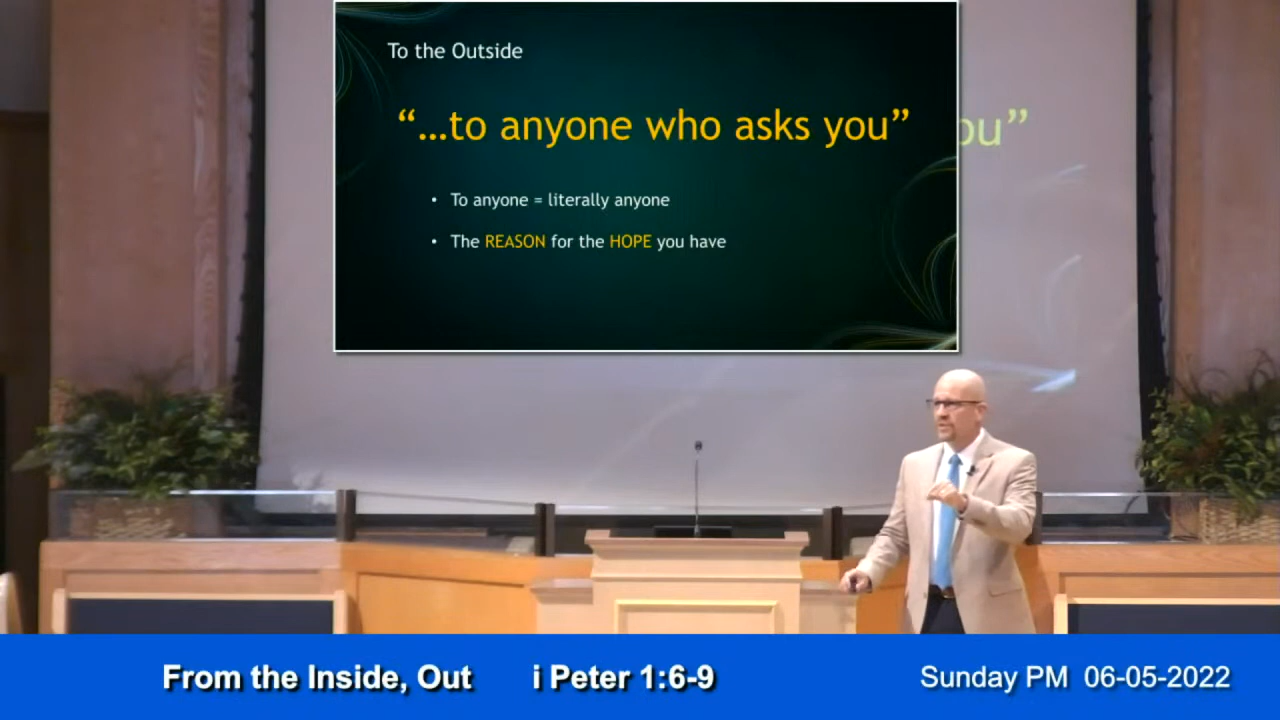 To the Outside
“…to anyone who asks you”
ou”
• To anyone = literally anyone
• The REASON for the HOPE you have
From the Inside, Out i Peter 1:6-9 Sunday PM 06-05-2022